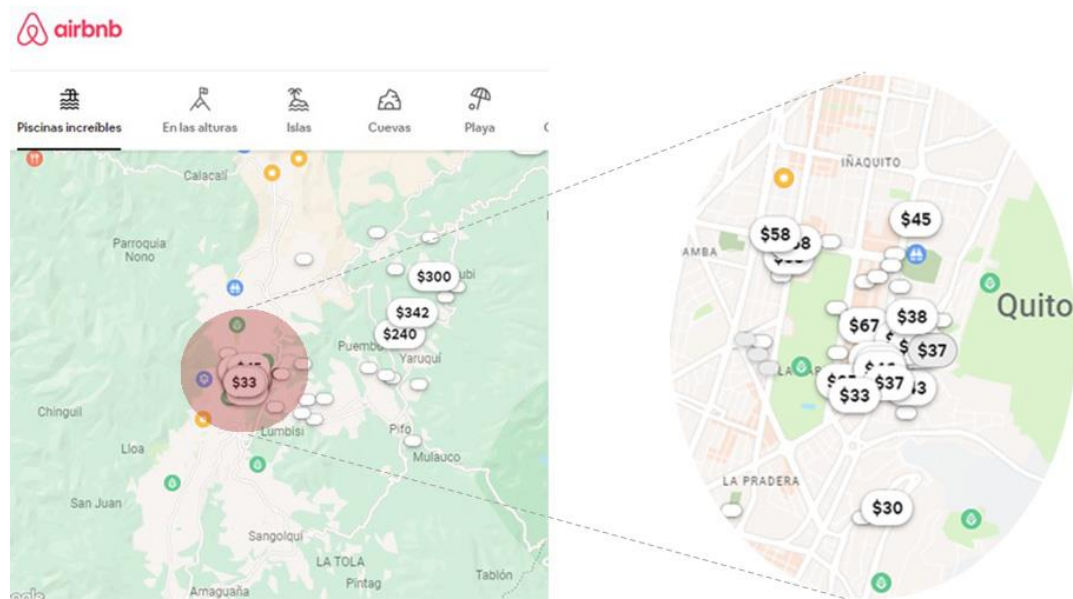 airbnb
Piscinas increíbles
En las alturas
Islas
Cuevas
Playa
Calacalí
Parroquia
Nono
$300
$342
$240
Yaruquí
$33
Chinguil
Lumbisí
Pifo
Lloa
Mulauco
San Juan
Sangolquí
LA TOLA
Pintag
Tablón
Amaguaña
IÑAQUITO
$45
$58
Quito
$67
$38
$37
$37
$33
LA PRADERA
$30